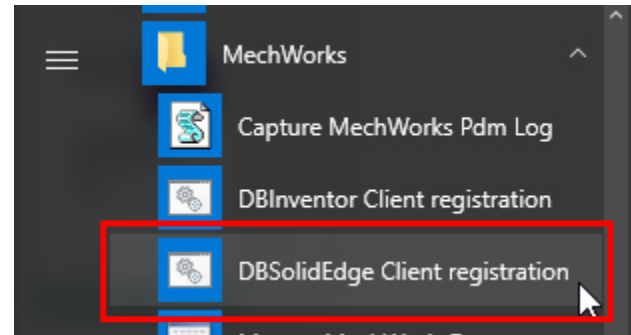 MechWorks
Capture MechWorks Pdm Log
DBInventor Client registration
DBSolidEdge Client registration